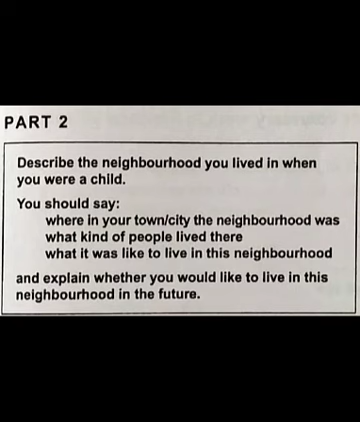 PART 2
Describe the neighbourhood you lived in when
you were a child.
You should say:
where in your town/city the neighbourhood was
what kind of people lived there
what it was like to live in this neighbourhood
and explain whether you would like to live in this
neighbourhood in the future.